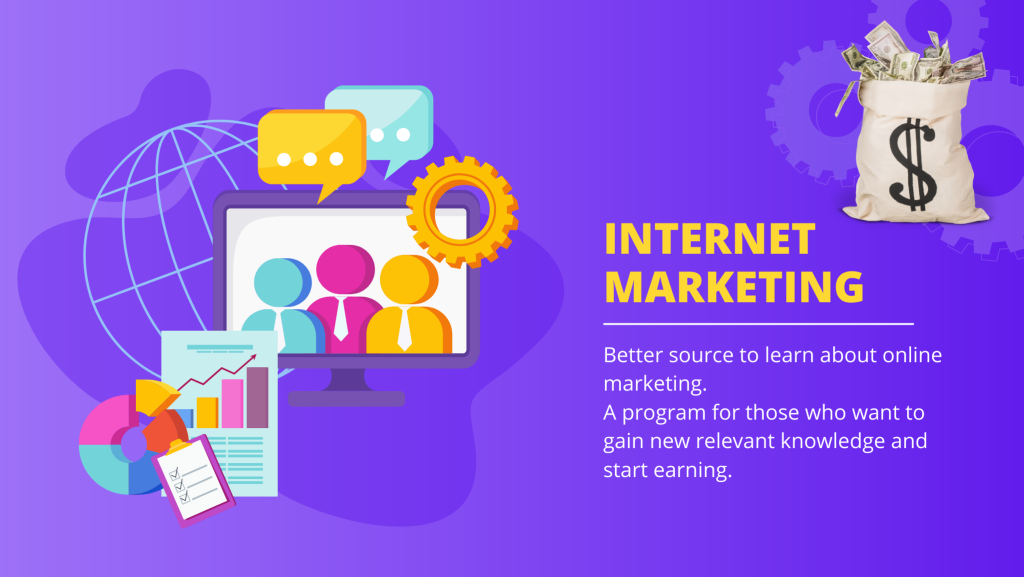 INTERNET
MARKETING
Better source to learn about online
marketing.
A program for those who want to
gain new relevant knowledge and
start earning.
$